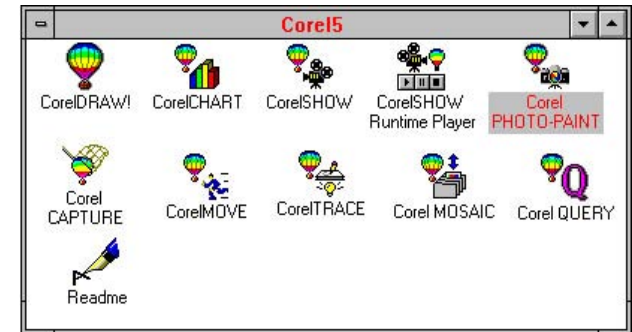 Corel5
CorelDRAW! CorelCHART CorelSHOW CorelSHOW Corel
Runtime Player PHOTO-PAINT
Corel CorelMOVE CorelTRACE Corel MOSAIC Corel QUERY
CAPTURE
Readme